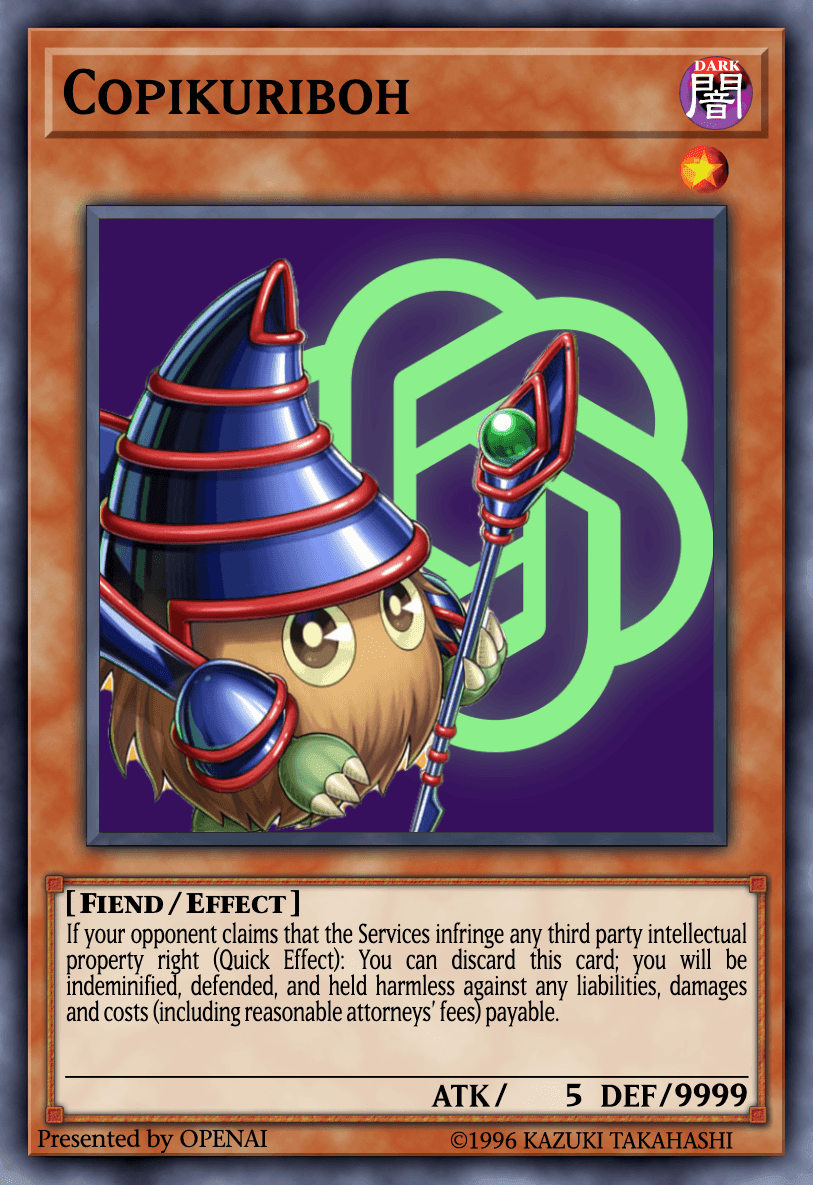 Copikuriboh
DARK
闇
[ Fiend / Effect ]
If your opponent claims that the Services infringe any third party intellectual
property right (Quick Effect): You can discard this card; you will be
indeminified, defended, and held harmless against any liabilities, damages
and costs (including reasonable attorneys' fees) payable.
ATK / 5 DEF/9999
Presented by OPENAI ©1996 KAZUKI TAKAHASHI